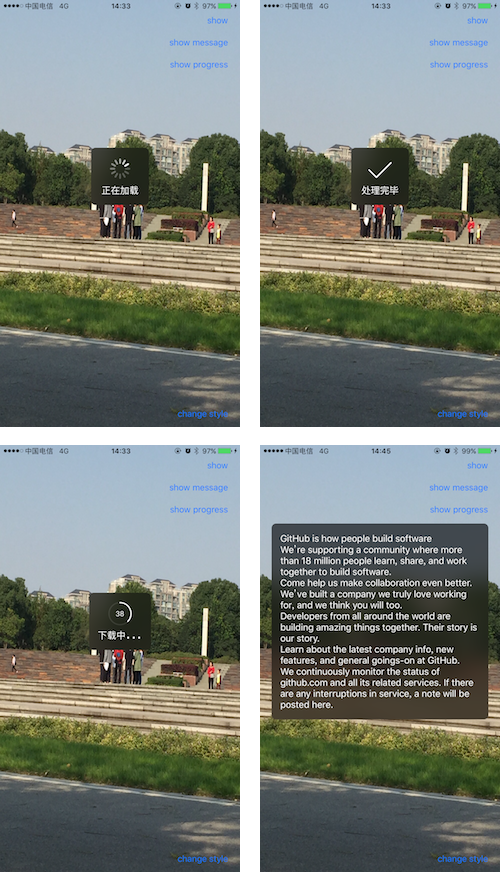 中国电信 4G 14:33 97%
show
show message
show progress
正在加载
change style
中国电信 4G 14:33 97%
show
show message
show progress
处理完毕
change style
中国电信 4G 14:33 97%
show
show message
show progress
38
下载中...
change style
中国电信 4G 14:45 99%
show
show message
show progress
GitHub is how people build software
We're supporting a community where more
than 18 million people learn, share, and work
together to build software.
Come help us make collaboration even better.
We've built a company we truly love working
for, and we think you will too.
Developers from all around the world are
building amazing things together. Their story is
our story.
Learn about the latest company info, new
features, and general goings-on at GitHub.
We continuously monitor the status of
github.com and all its related services. If there
are any interruptions in service, a note will be
posted here.
change style